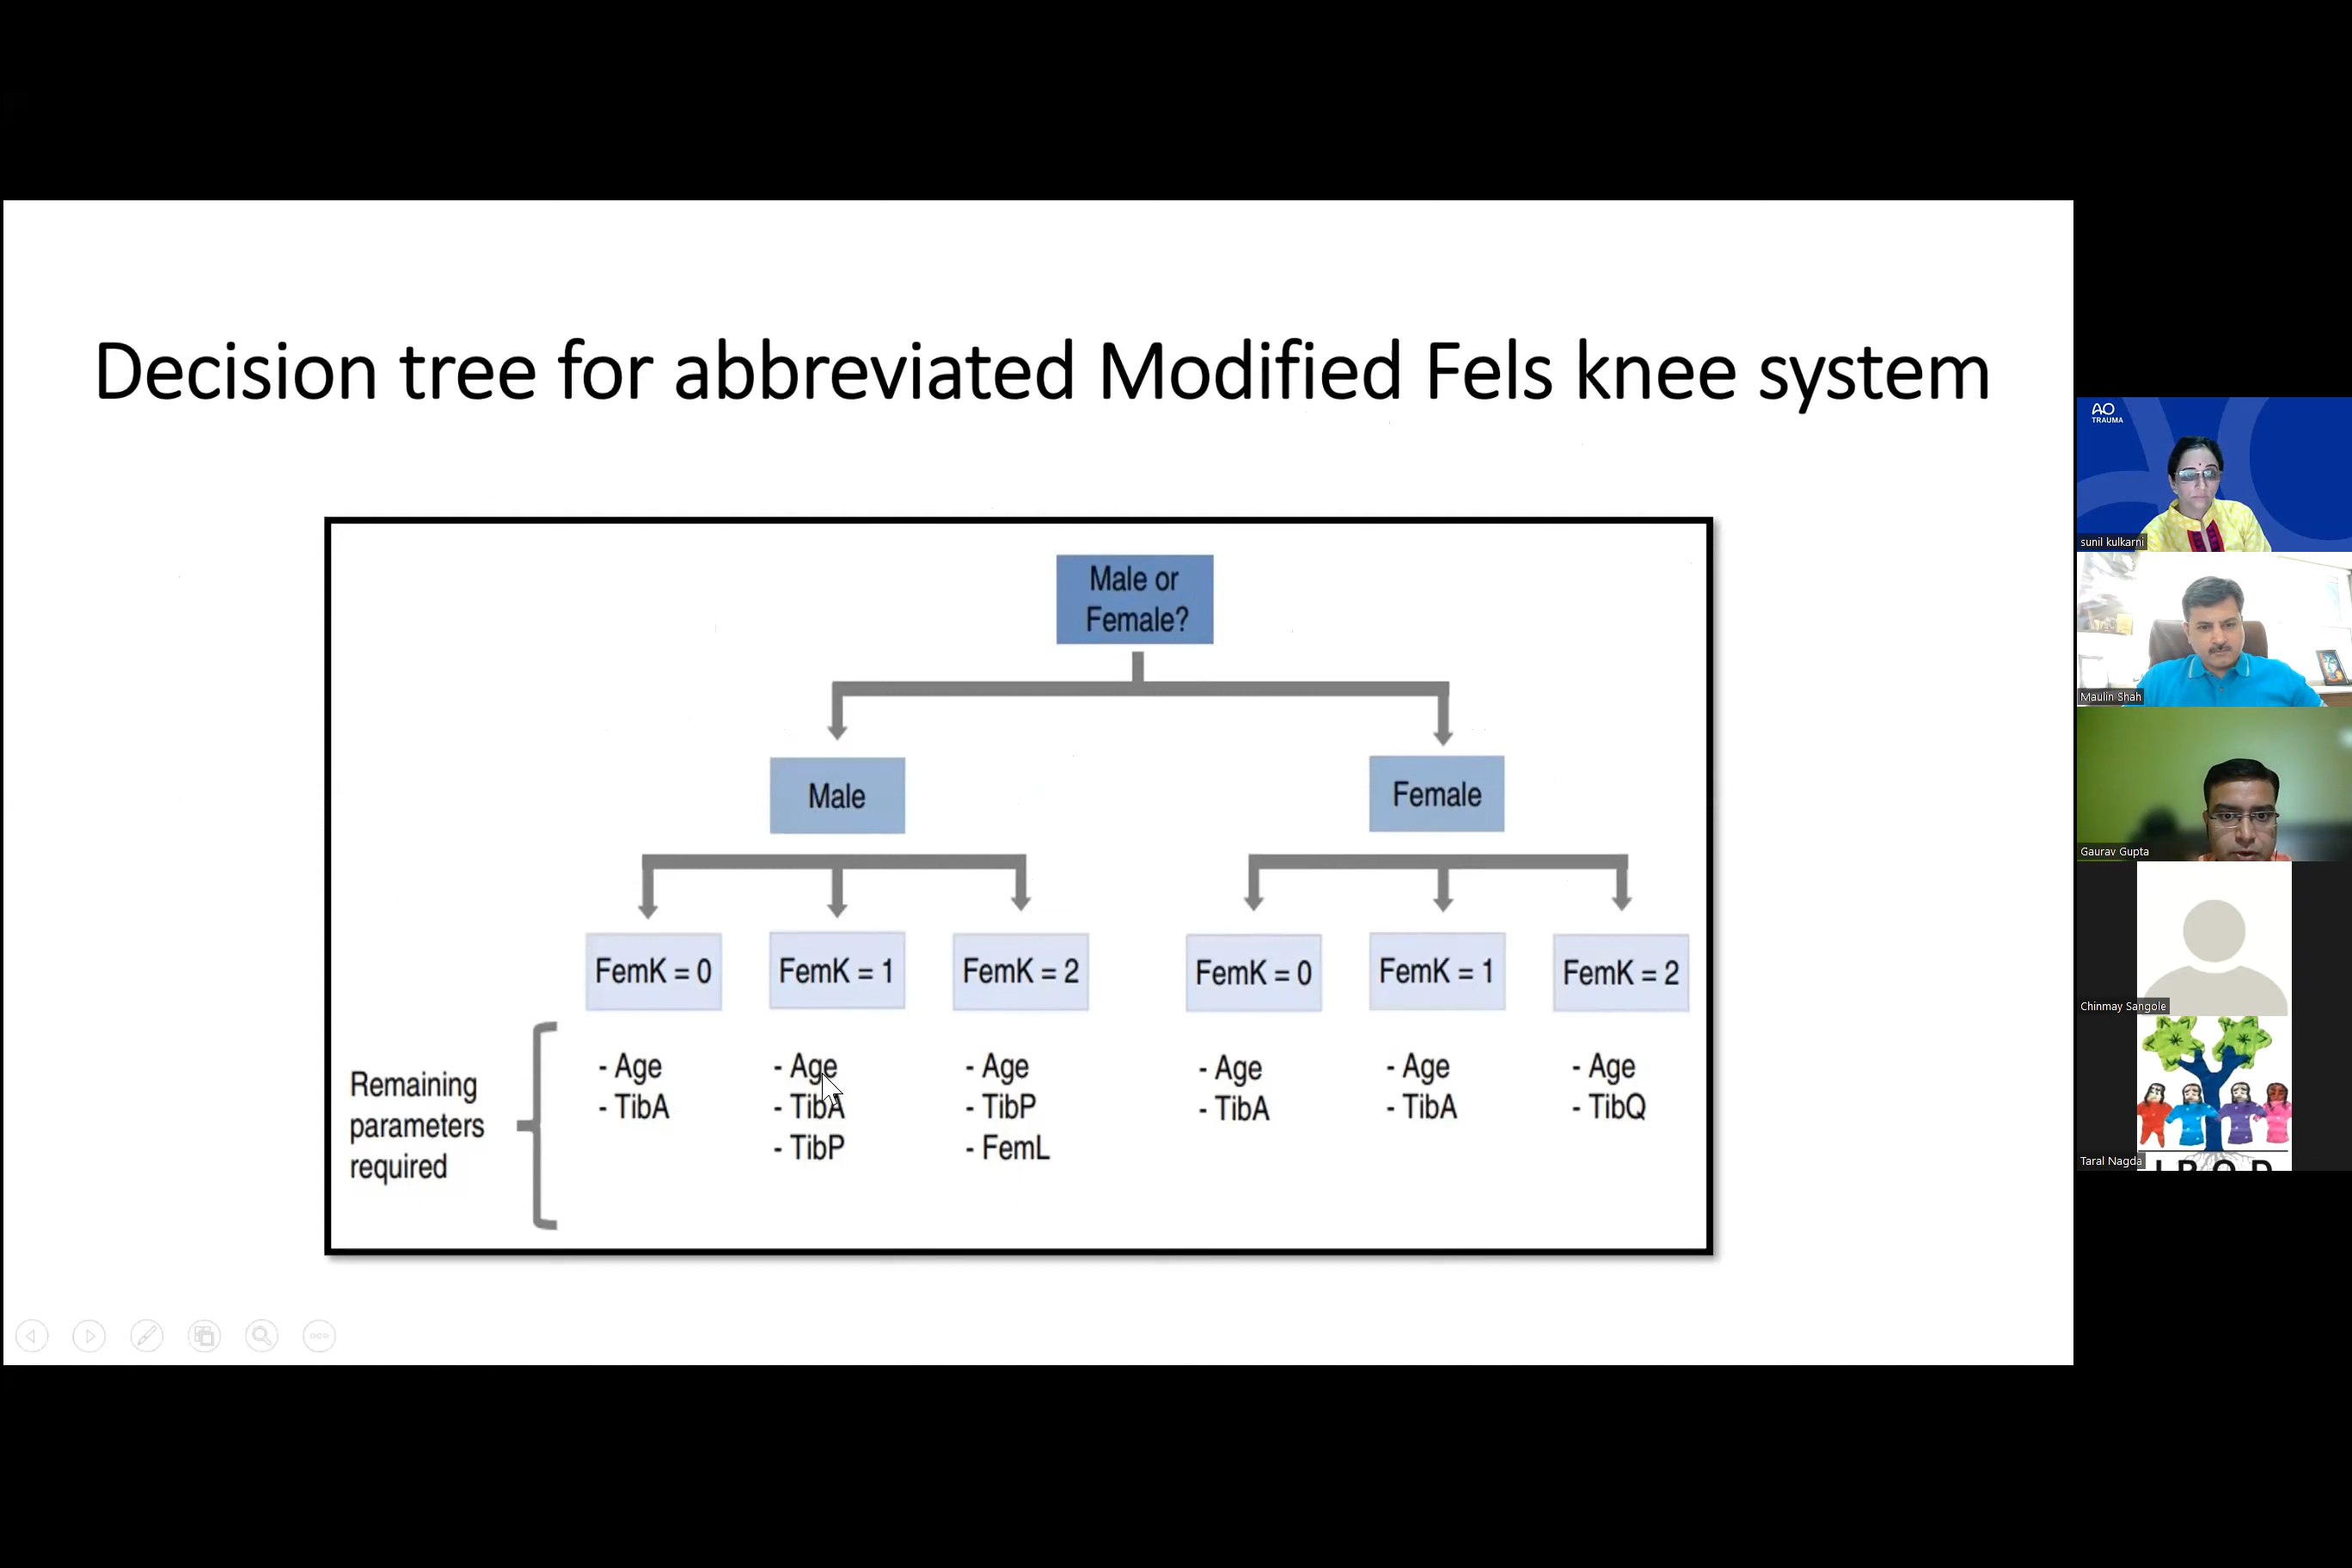 Decision tree for abbreviated Modified Fels knee system
Male or
Female?
Male
Female
FemK = 0
FemK = 1
FemK = 2
FemK = 0
FemK = 1
FemK = 2
Remaining
parameters
required
- Age
- TibA
- Age
- TibA
- TibP
- Age
- TibP
- FemL
- Age
- TibA
- Age
- TibA
- Age
- TibQ
AO
TRAUMA
sunil kulkarni
Maulin Shah
Gaurav Gupta
Chinmay Sangole
Taral Nagda